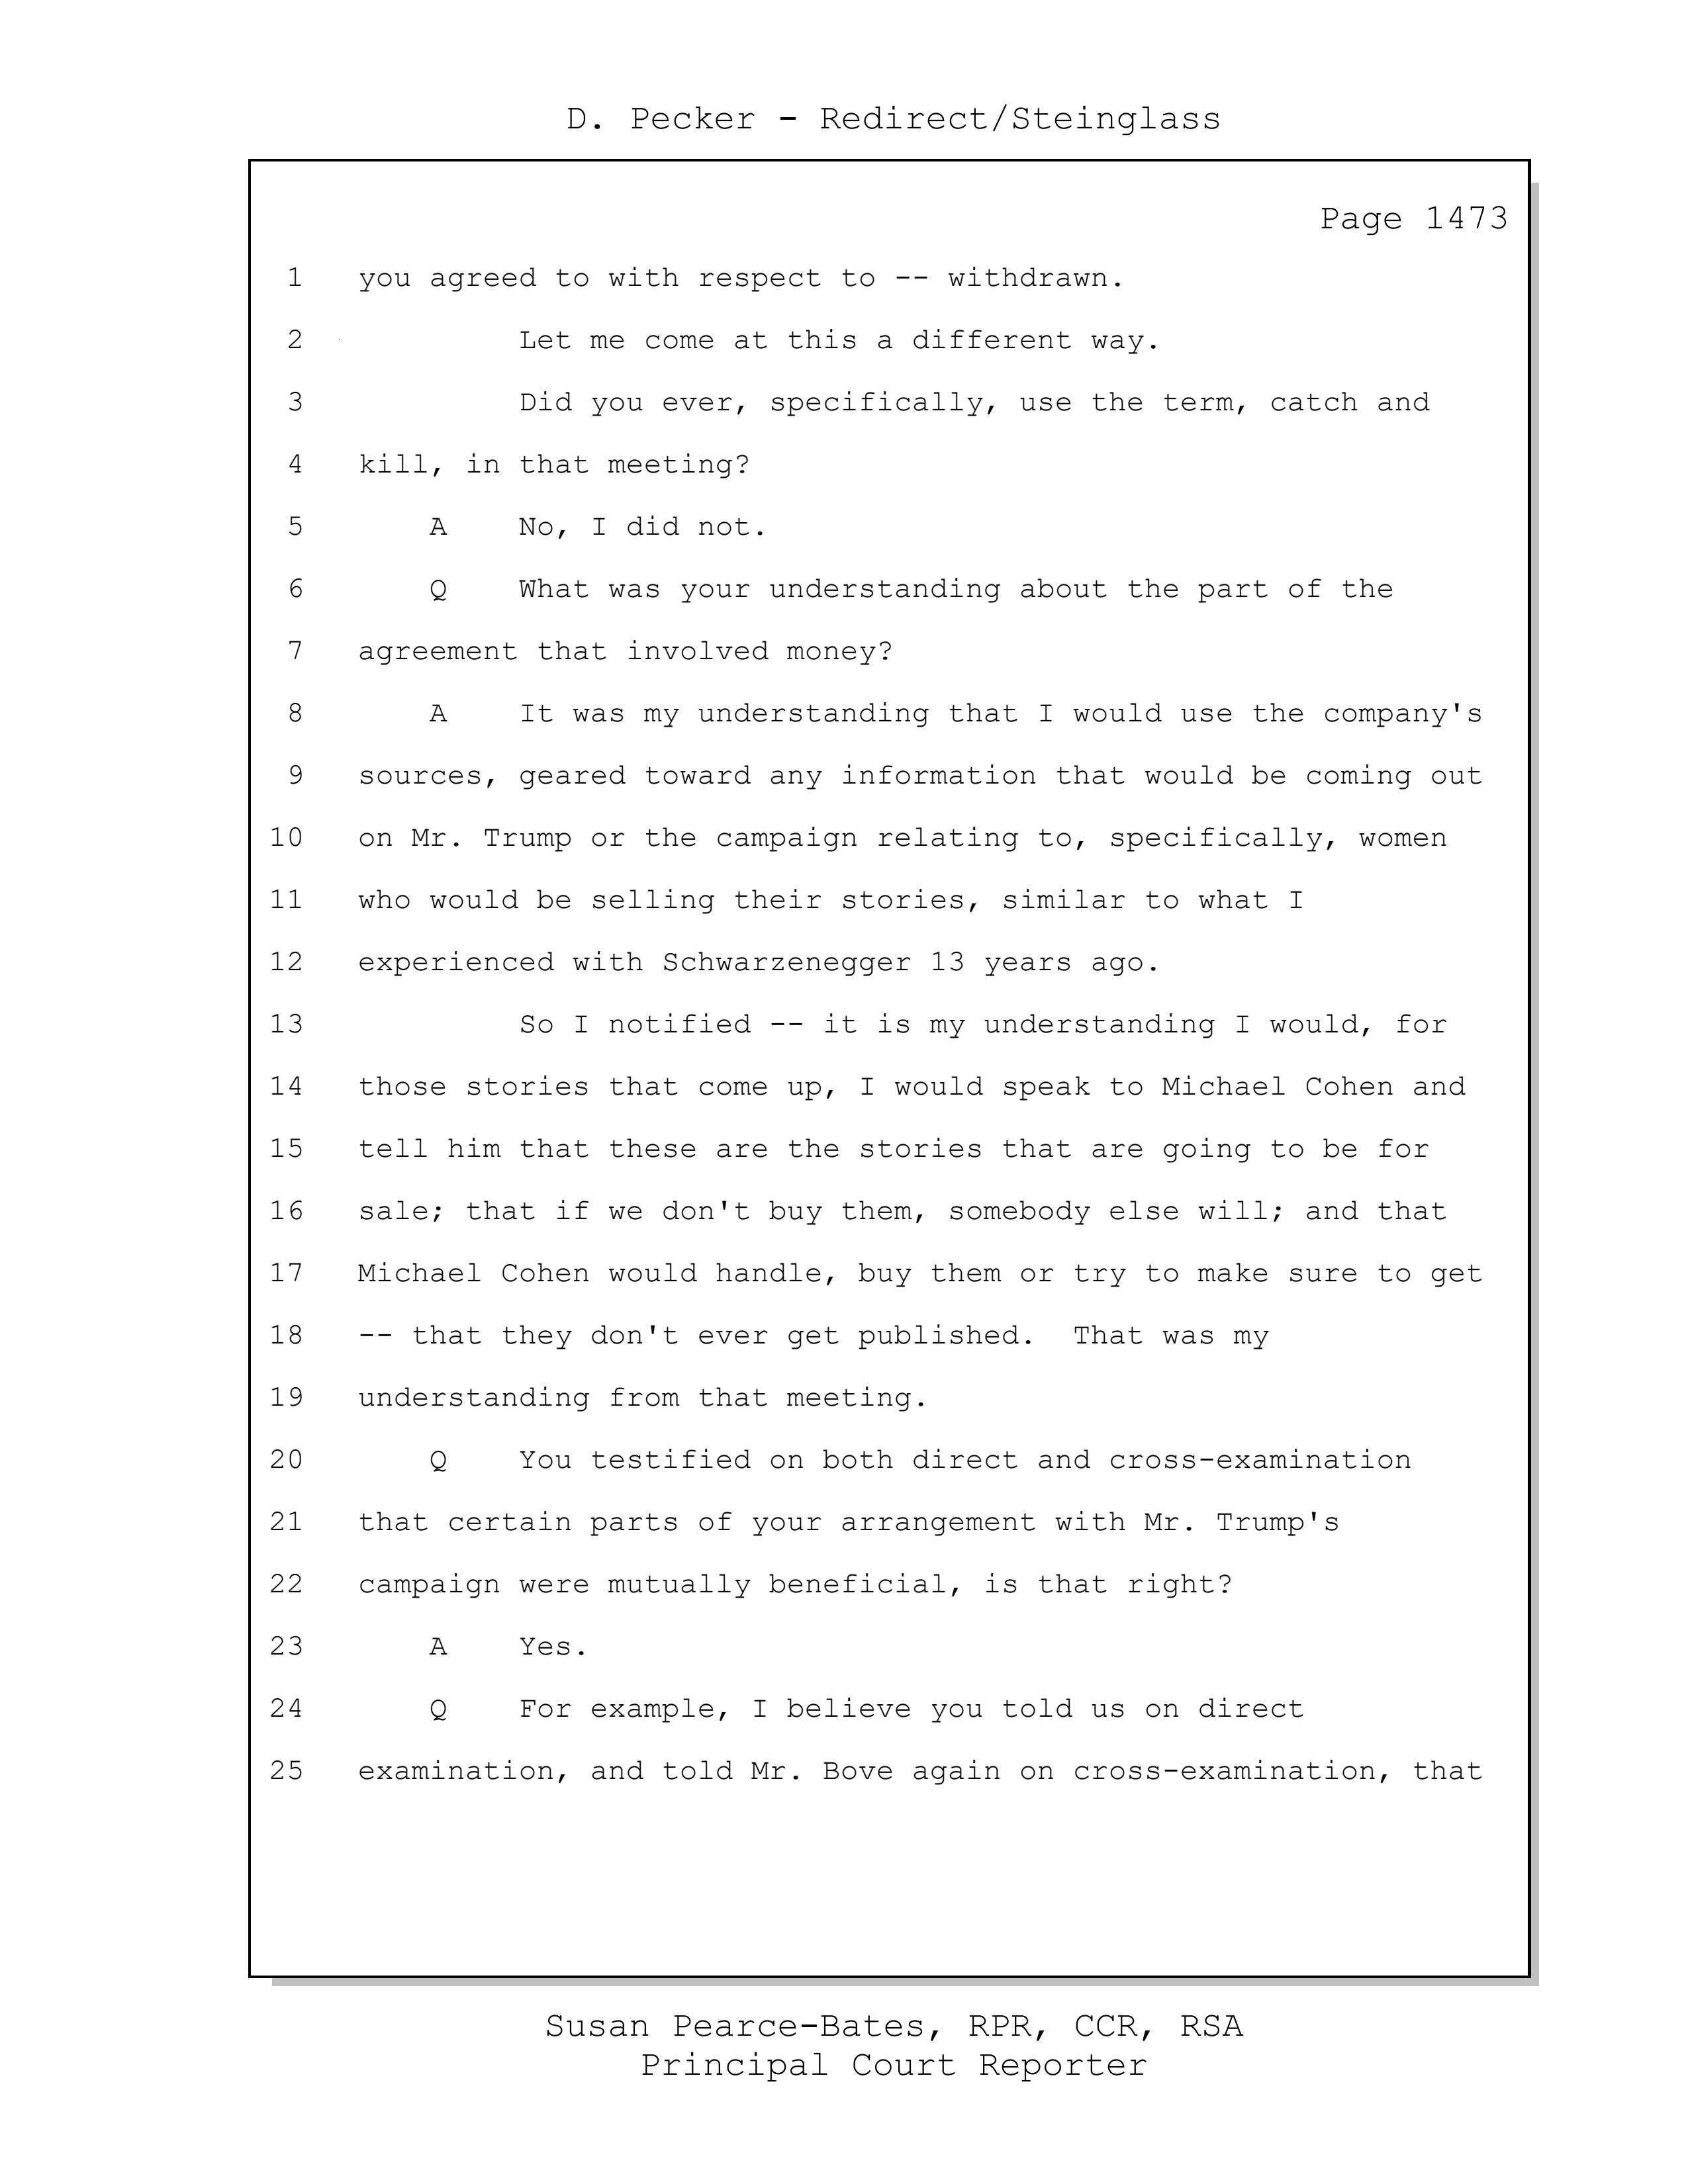 D. Pecker - Redirect/Steinglass
Page 1473
1 you agreed to with respect to -- withdrawn.
2 Let me come at this a different way.
3 Did you ever, specifically, use the term, catch and
4 kill, in that meeting?
5 A No, I did not.
6 Q What was your understanding about the part of the
7 agreement that involved money?
8 A It was my understanding that I would use the company's
9 sources, geared toward any information that would be coming out
10 on Mr. Trump or the campaign relating to, specifically, women
11 who would be selling their stories, similar to what I
12 experienced with Schwarzenegger 13 years ago.
13 So I notified -- it is my understanding I would, for
14 those stories that come up, I would speak to Michael Cohen and
15 tell him that these are the stories that are going to be for
16 sale; that if we don't buy them, somebody else will; and that
17 Michael Cohen would handle, buy them or try to make sure to get
18 -- that they don't ever get published. That was my
19 understanding from that meeting.
20 Q You testified on both direct and cross-examination
21 that certain parts of your arrangement with Mr. Trump's
22 campaign were mutually beneficial, is that right?
23 A Yes.
24 Q For example, I believe you told us on direct
25 examination, and told Mr. Bove again on cross-examination, that
Susan Pearce-Bates, RPR, CCR, RSA
Principal Court Reporter